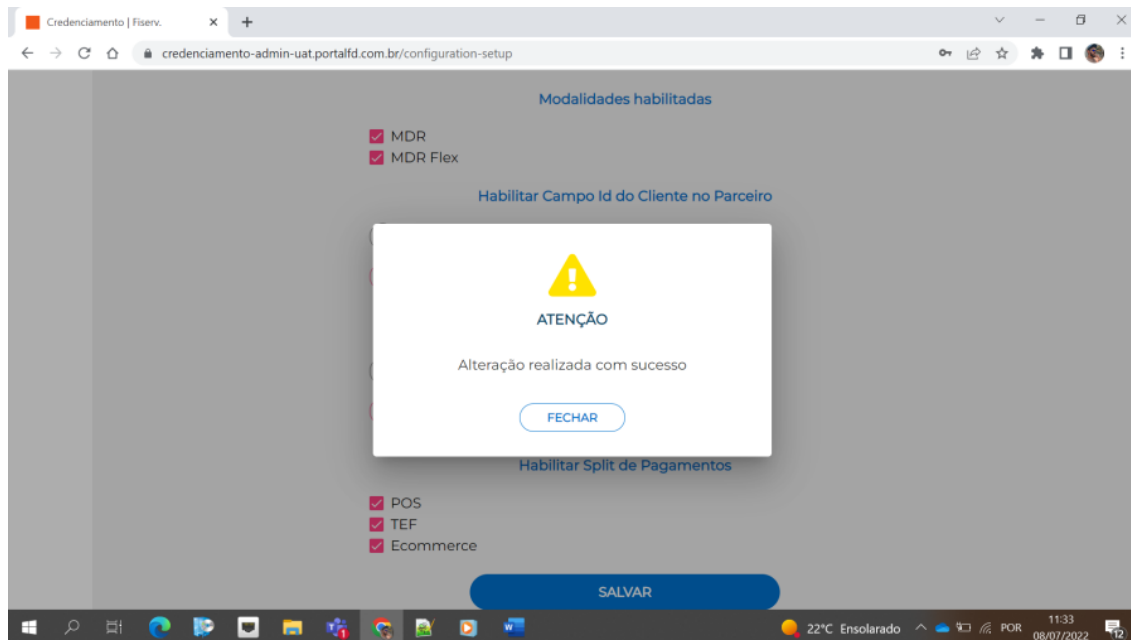 Credenciamento | Fiserv.
credenciamento-admin-uat.portalfd.com.br/configuration-setup
Modalidades habilitadas
MDR
MDR Flex
Habilitar Campo Id do Cliente no Parceiro
ATENÇÃO
Alteração realizada com sucesso
FECHAR
Habilitar Split de Pagamentos
POS
TEF
Ecommerce
SALVAR
22°C Ensolarado
POR
11:33
08/07/2022
12